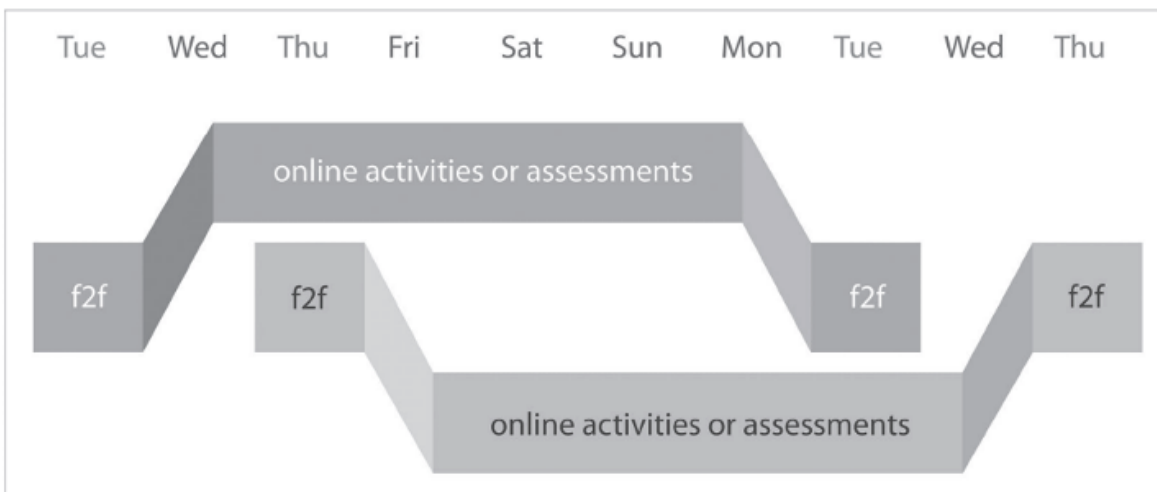 Tue Wed Thu Fri Sat Sun Mon Tue Wed Thu
online activities or assessments
f2f f2f f2f f2f
online activities or assessments